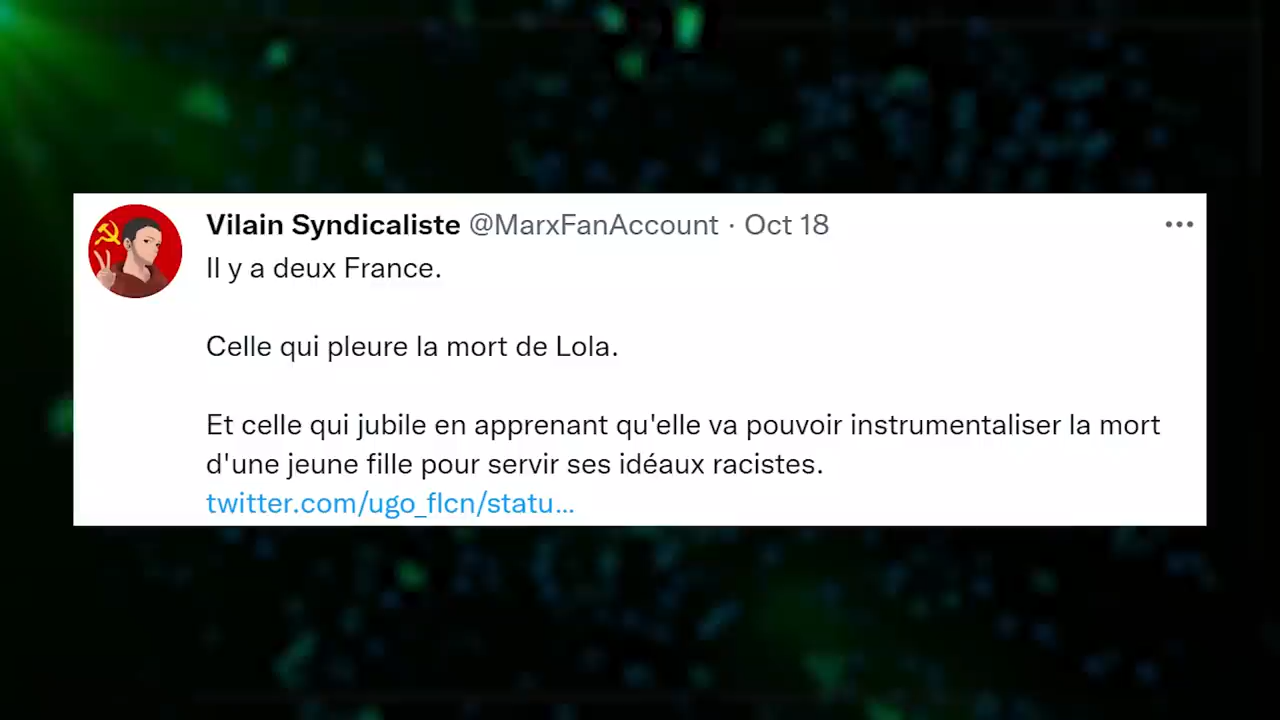 Vilain Syndicaliste @MarxFanAccount · Oct 18
Il y a deux France.
Celle qui pleure la mort de Lola.
Et celle qui jubile en apprenant qu'elle va pouvoir instrumentaliser la mort
d'une jeune fille pour servir ses idéaux racistes.
twitter.com/ugo_flcn/statu...